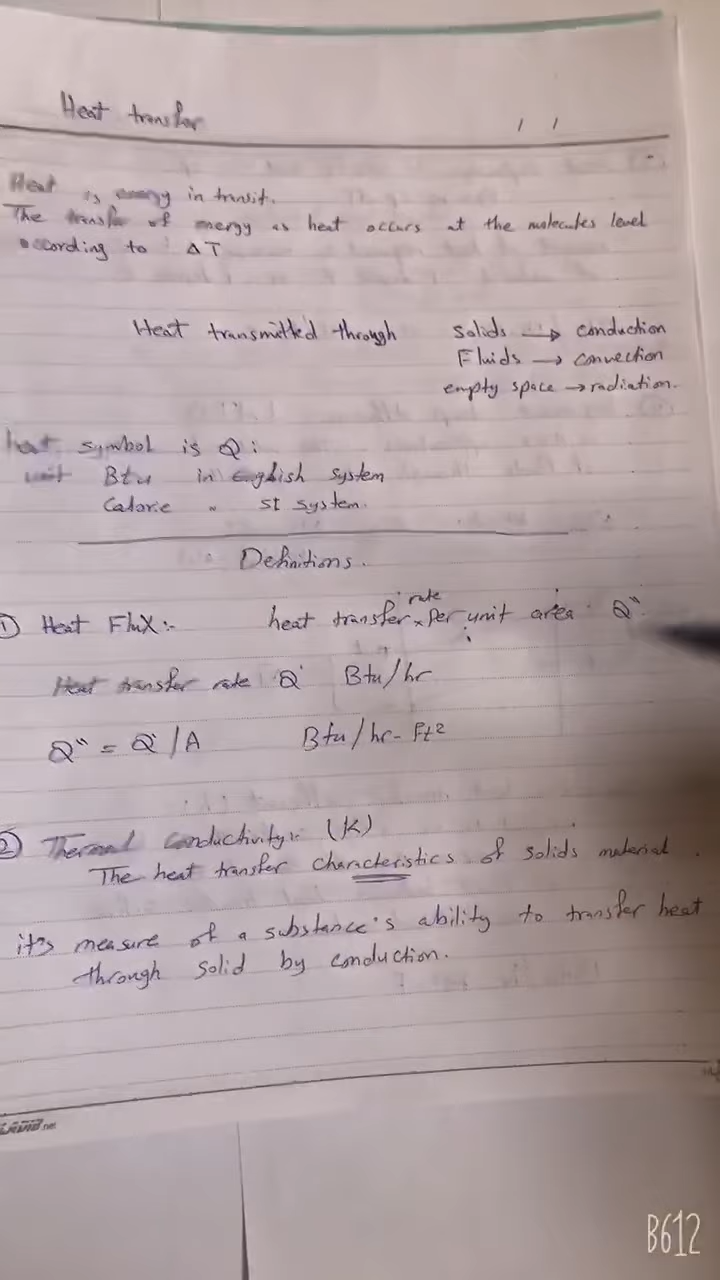 Heat transfer / /
Heat is energy in transit.
The transfer of energy as heat occurs at the molecules level
according to ΔT
Heat transmitted through solids → conduction
Fluids → convection
empty space → radiation.
heat symbol is Q:
unit Btu in english system
Calorie " SI system.
Definitions.
① Heat Flux:- heat transfer rate per unit area Q"
Heat transfer rate Q̇ Btu/hr
Q" = Q̇/A Btu/hr-Ft²
② Thermal conductivity:- (K)
The heat transfer characteristics of solids material.
it's measure of a substance's ability to transfer heat
through solid by conduction.
B612